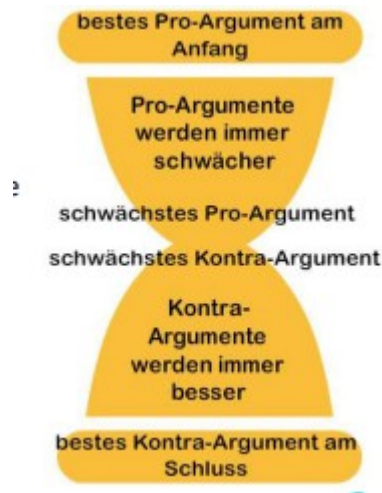 bestes Pro-Argument am
Anfang
Pro-Argumente
werden immer
schwächer
e
schwächstes Pro-Argument
schwächstes Kontra-Argument
Kontra-
Argumente
werden immer
besser
bestes Kontra-Argument am
Schluss